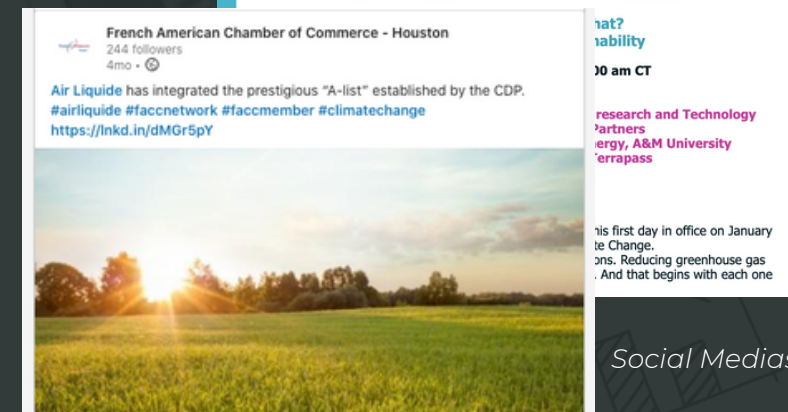 French American Chamber of Commerce - Houston
244 followers
4mo •
Air Liquide has integrated the prestigious “A-list” established by the CDP.
#airliquide #faccnetwork #faccmember #climatechange
https://lnkd.in/dMGr5pY
hat?
nability
00 am CT
research and Technology
Partners
ergy, A&M University
errapass
his first day in office on January
te Change.
ons. Reducing greenhouse gas
. And that begins with each one
Social Medias